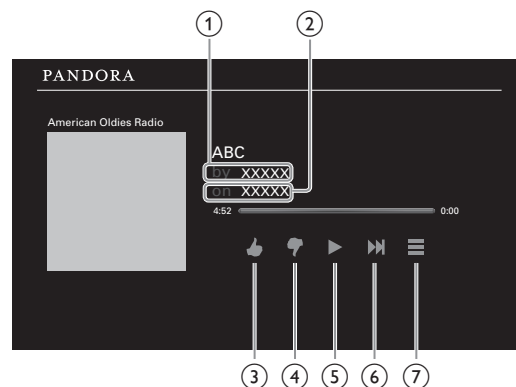 ① ②
PANDORA
American Oldies Radio
ABC
by XXXXX
on XXXXX
4:52 0:00
③ ④ ⑤ ⑥ ⑦